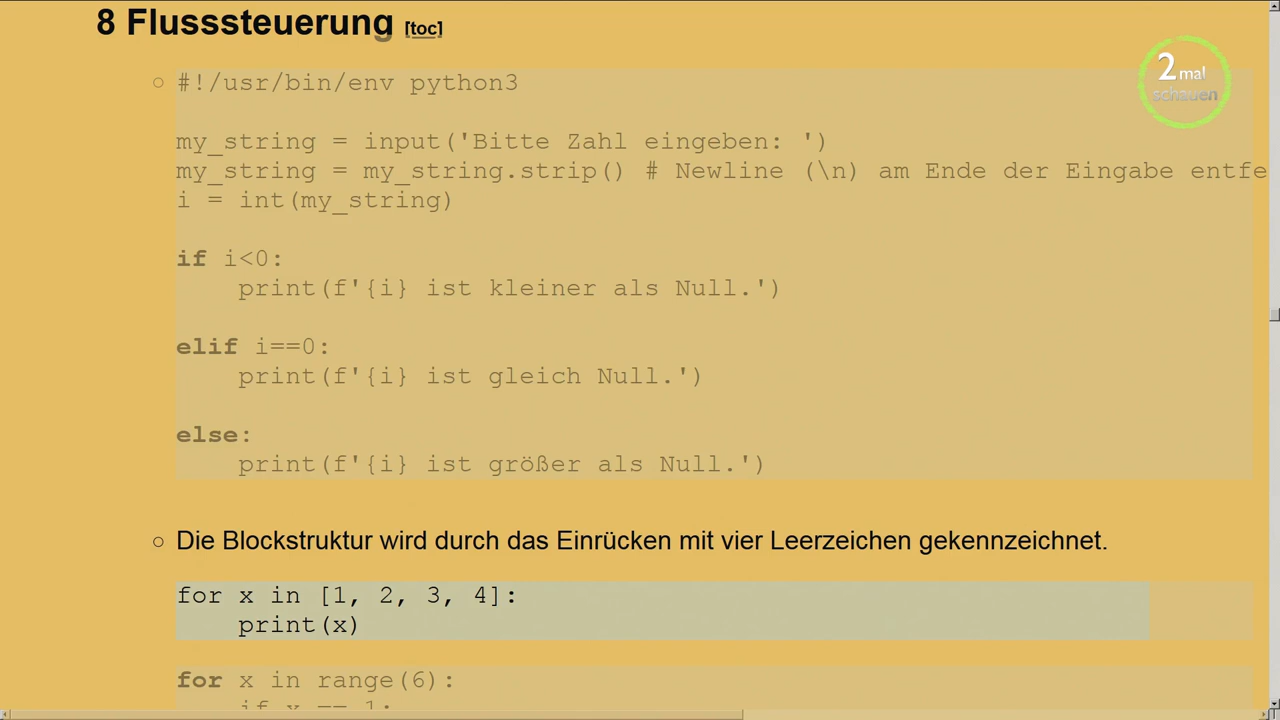 8 Flusssteuerung [toc]
2mal
schauen
#!/usr/bin/env python3
my_string = input('Bitte Zahl eingeben: ')
my_string = my_string.strip() # Newline (\n) am Ende der Eingabe entfe
i = int(my_string)
if i<0:
    print(f'{i} ist kleiner als Null.')
elif i==0:
    print(f'{i} ist gleich Null.')
else:
    print(f'{i} ist größer als Null.')
Die Blockstruktur wird durch das Einrücken mit vier Leerzeichen gekennzeichnet.
for x in [1, 2, 3, 4]:
    print(x)
for x in range(6):
    if x == 1: